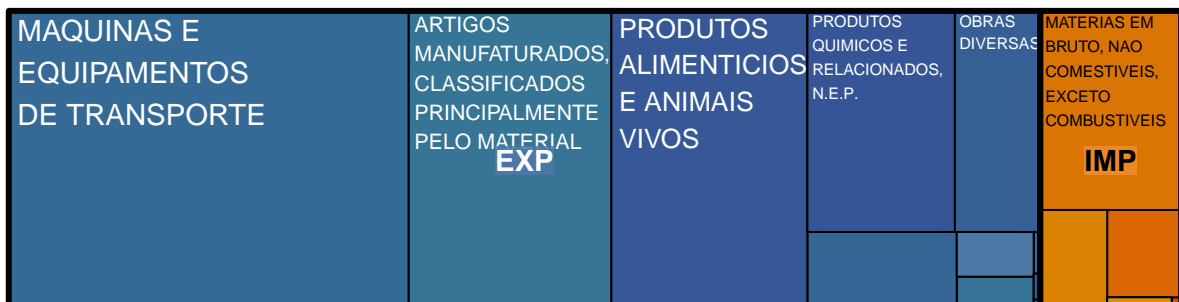 MAQUINAS E
EQUIPAMENTOS
DE TRANSPORTE
ARTIGOS
MANUFATURADOS,
CLASSIFICADOS
PRINCIPALMENTE
PELO MATERIAL
EXP
PRODUTOS
ALIMENTICIOS
E ANIMAIS
VIVOS
PRODUTOS
QUIMICOS E
RELACIONADOS,
N.E.P.
OBRAS
DIVERSAS
MATERIAS EM
BRUTO, NAO
COMESTIVEIS,
EXCETO
COMBUSTIVEIS
IMP